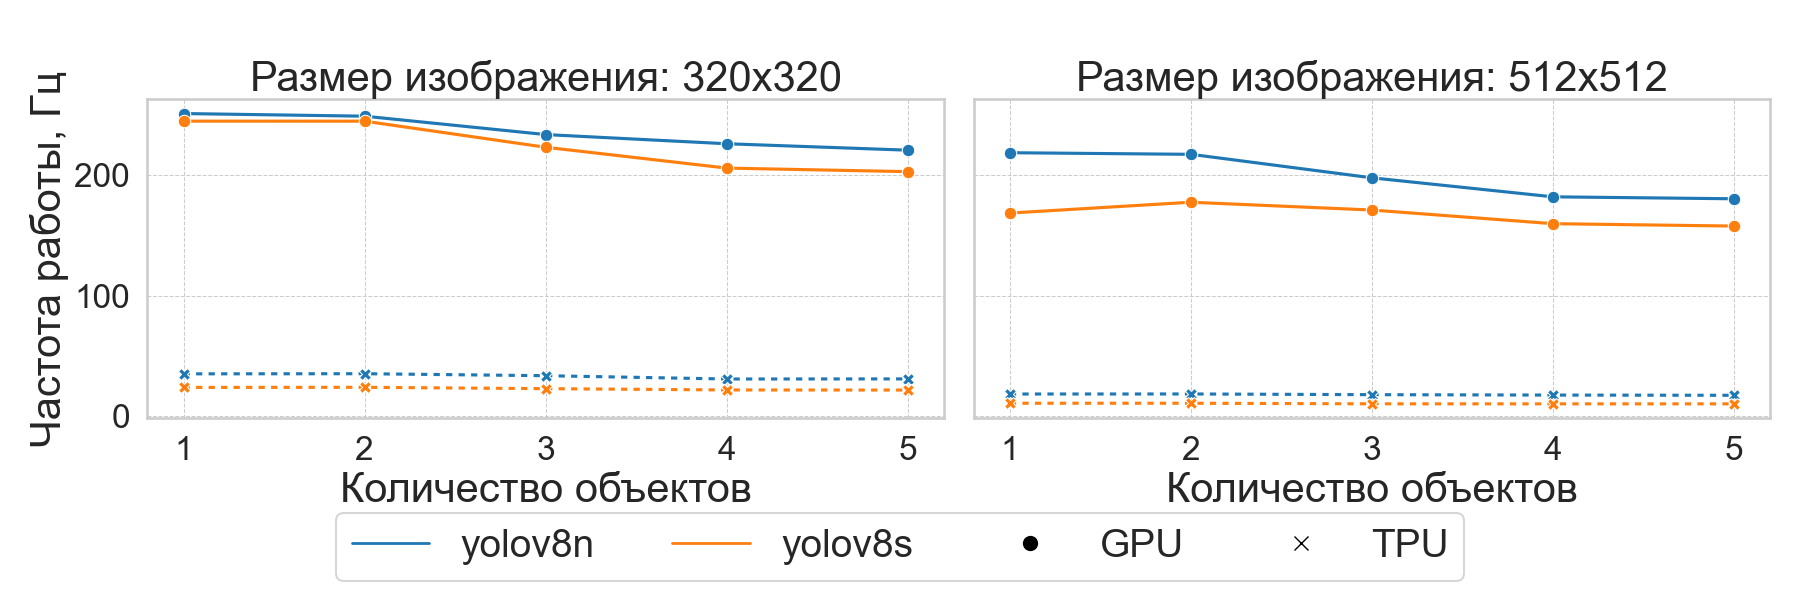 Размер изображения: 320x320
Размер изображения: 512x512
Частота работы, Гц
200
100
0
1 2 3 4 5
1 2 3 4 5
Количество объектов
Количество объектов
yolov8n yolov8s GPU TPU